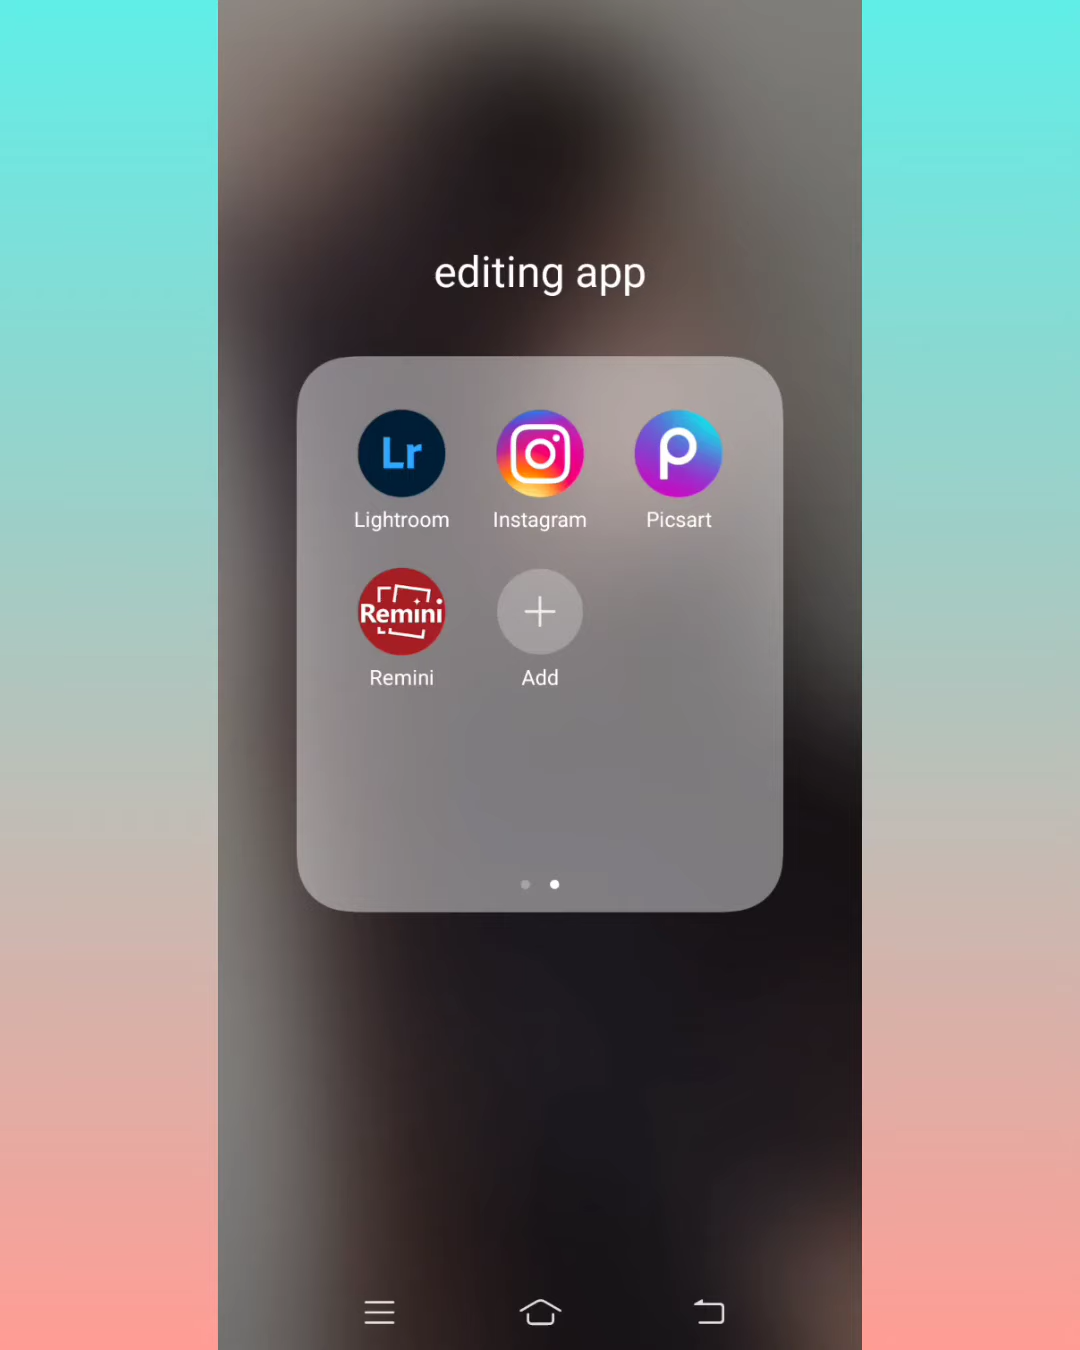 editing app
Lr
Lightroom
Instagram
Picsart
Remini
Remini
Add